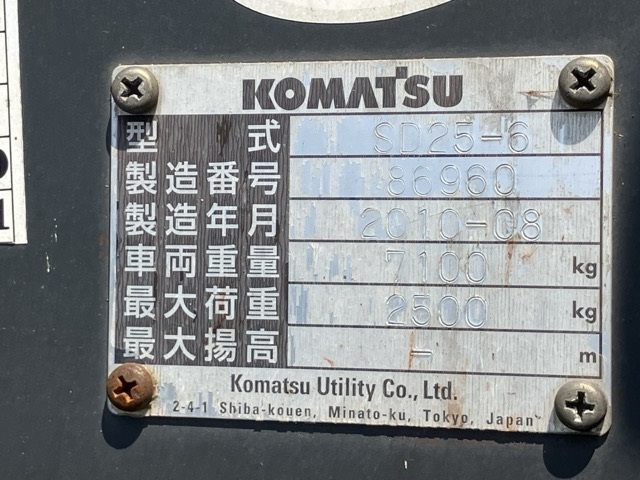 KOMATSU
型式 SD25-6
製造番号 86960
製造年月 2010-08
車両重量 7100 kg
最大荷重 2500 kg
最大揚高 - m
Komatsu Utility Co., Ltd.
2-4-1 Shiba-kouen, Minato-ku, Tokyo, Japan
1